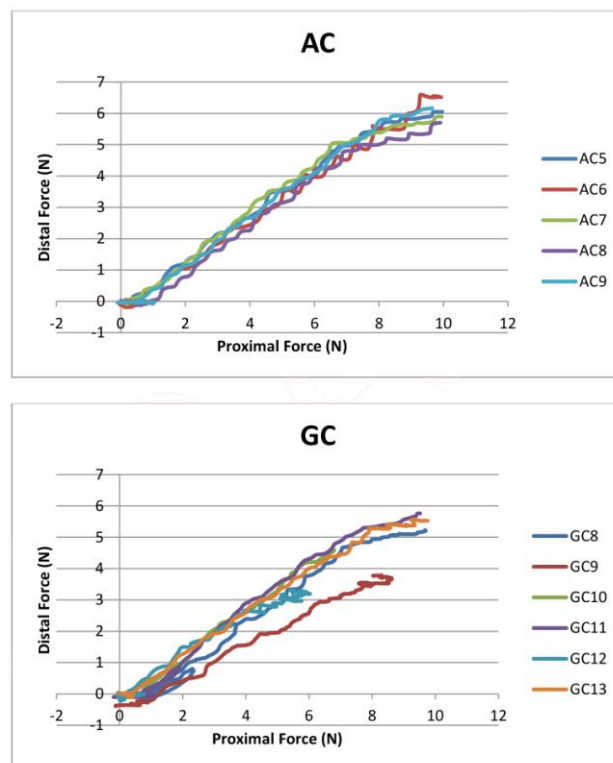 AC
7
6
5
4
3
2
1
0
-1
-2 0 2 4 6 8 10 12
Distal Force (N)
Proximal Force (N)
AC5
AC6
AC7
AC8
AC9
GC
7
6
5
4
3
2
1
0
-1
-2 0 2 4 6 8 10 12
Distal Force (N)
Proximal Force (N)
GC8
GC9
GC10
GC11
GC12
GC13